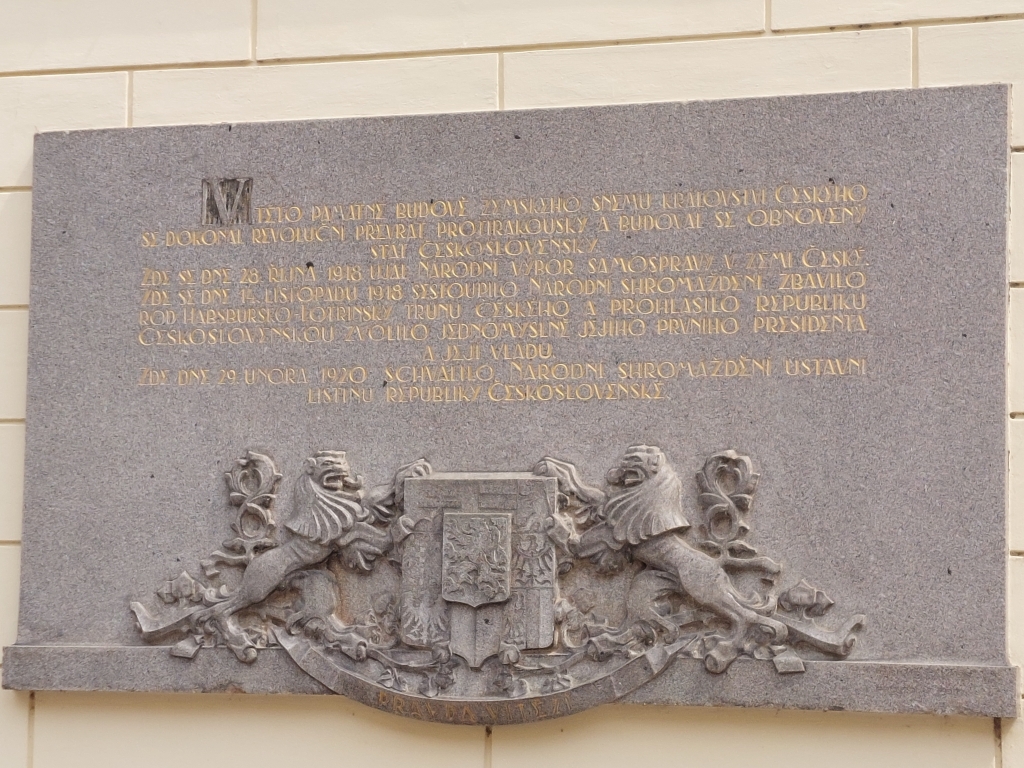 V TÉTO PAMÁTNÉ BUDOVĚ ZEMSKÉHO SNĚMU KRÁLOVSTVÍ ČESKÉHO
SE DOKONAL REVOLUČNÍ PŘEVRAT PROTIRAKOUSKÝ A BUDOVAL SE OBNOVENÝ
STÁT ČESKOSLOVENSKÝ.
ZDE SE DNE 28. ŘÍJNA 1918 UJAL NÁRODNÍ VÝBOR SAMOSPRÁVY V ZEMI ČESKÉ.
ZDE SE DNE 14. LISTOPADU 1918 SESTOUPILO NÁRODNÍ SHROMÁŽDĚNÍ, ZBAVILO
ROD HABSBURSKO-LOTRINSKÝ TRŮNU ČESKÉHO A PROHLÁSILO REPUBLIKU
ČESKOSLOVENSKOU, ZVOLILO JEDNOMYSLNĚ JEJÍHO PRVNÍHO PRESIDENTA
A JEJÍ VLÁDU.
ZDE DNE 29. ÚNORA 1920 SCHVÁLILO NÁRODNÍ SHROMÁŽDĚNÍ ÚSTAVNÍ
LISTINU REPUBLIKY ČESKOSLOVENSKÉ.
PRAVDA VÍTĚZÍ